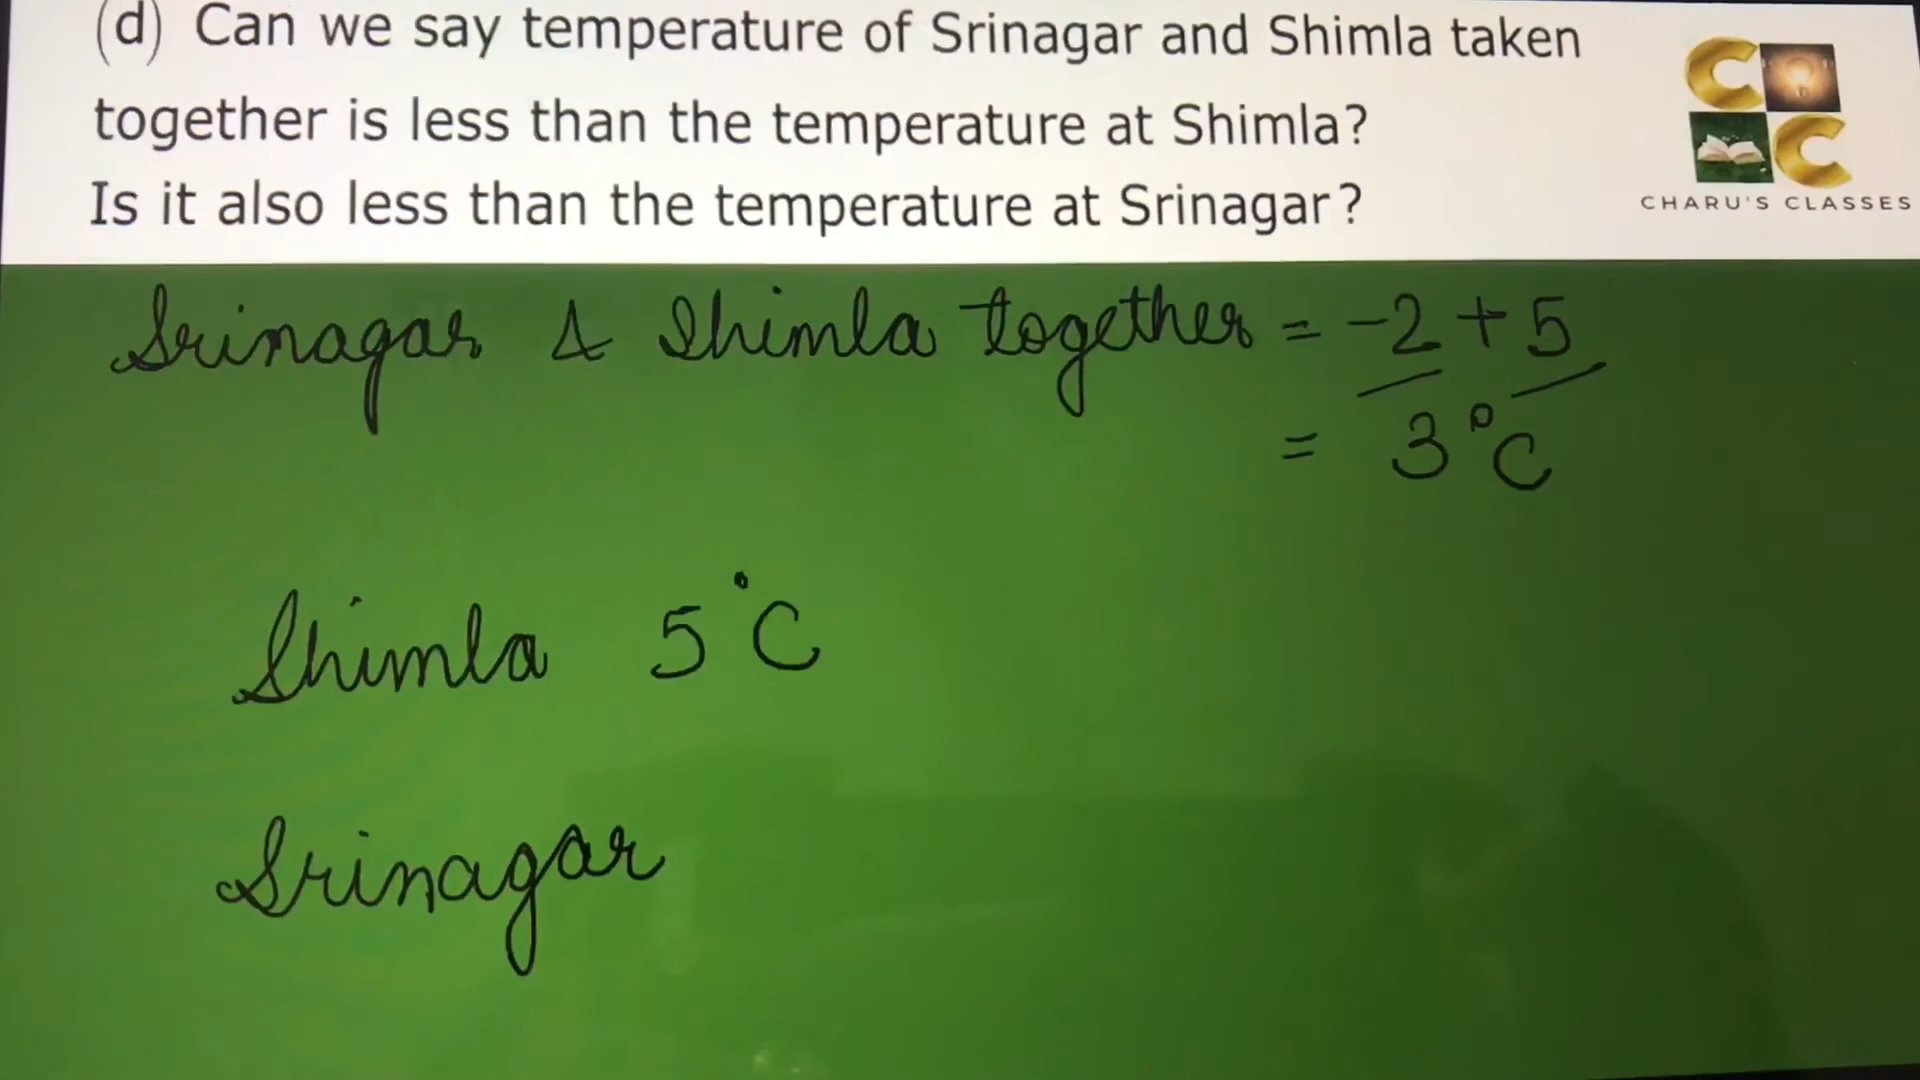 (d) Can we say temperature of Srinagar and Shimla taken
together is less than the temperature at Shimla?
Is it also less than the temperature at Srinagar?
CHARU'S CLASSES
Srinagar & Shimla together = -2 + 5
= 3°C
Shimla 5°C
Srinagar